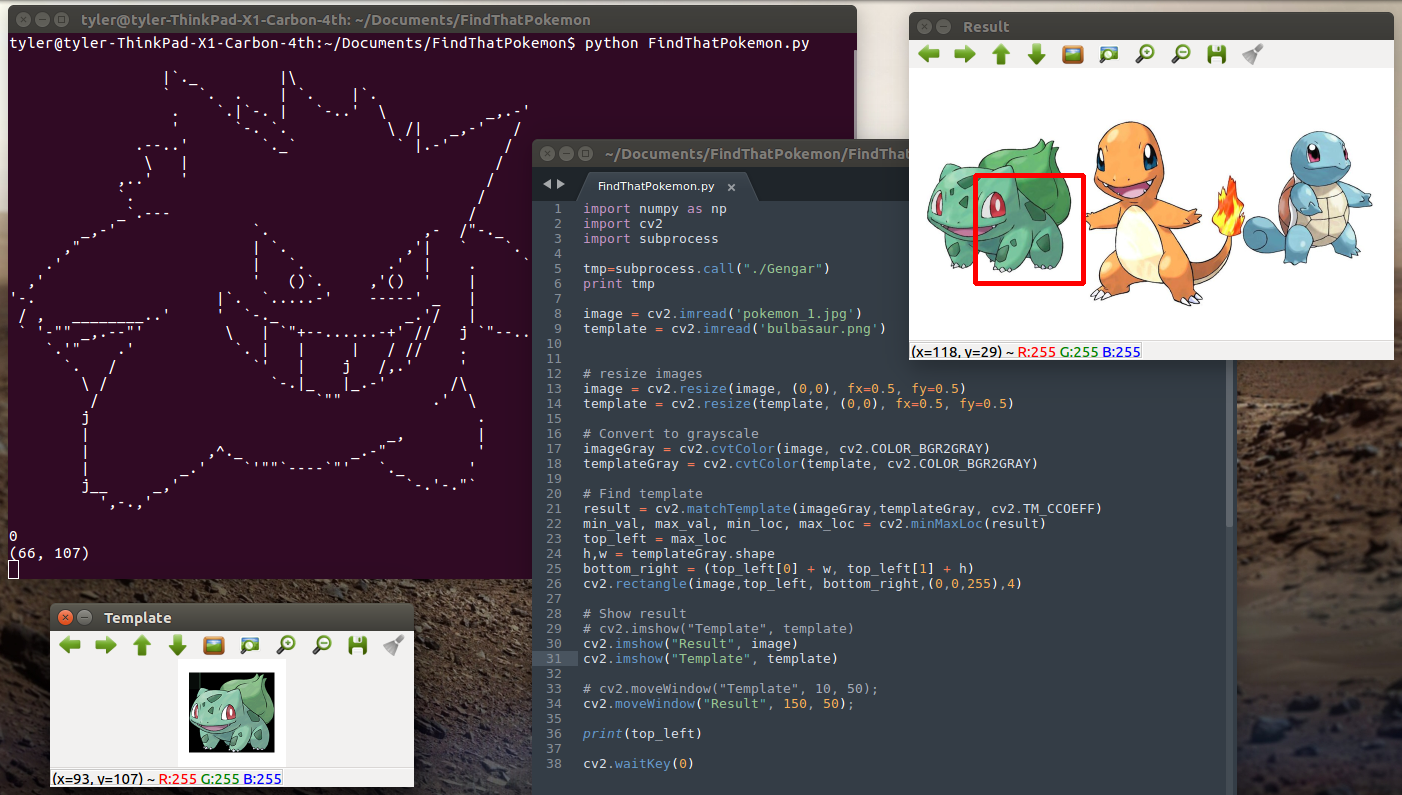 tyler@tyler-ThinkPad-X1-Carbon-4th: ~/Documents/FindThatPokemon
tyler@tyler-ThinkPad-X1-Carbon-4th:~/Documents/FindThatPokemon$ python FindThatPokemon.py
0
(66, 107)
Result
(x=118, y=29) ~ R:255 G:255 B:255
~/Documents/FindThatPokemon/FindThat
FindThatPokemon.py ×
1 import numpy as np
2 import cv2
3 import subprocess
4
5 tmp=subprocess.call("./Gengar")
6 print tmp
7
8 image = cv2.imread('pokemon_1.jpg')
9 template = cv2.imread('bulbasaur.png')
10
11
12 # resize images
13 image = cv2.resize(image, (0,0), fx=0.5, fy=0.5)
14 template = cv2.resize(template, (0,0), fx=0.5, fy=0.5)
15
16 # Convert to grayscale
17 imageGray = cv2.cvtColor(image, cv2.COLOR_BGR2GRAY)
18 templateGray = cv2.cvtColor(template, cv2.COLOR_BGR2GRAY)
19
20 # Find template
21 result = cv2.matchTemplate(imageGray,templateGray, cv2.TM_CCOEFF)
22 min_val, max_val, min_loc, max_loc = cv2.minMaxLoc(result)
23 top_left = max_loc
24 h,w = templateGray.shape
25 bottom_right = (top_left[0] + w, top_left[1] + h)
26 cv2.rectangle(image,top_left, bottom_right,(0,0,255),4)
27
28 # Show result
29 # cv2.imshow("Template", template)
30 cv2.imshow("Result", image)
31 cv2.imshow("Template", template)
32
33 # cv2.moveWindow("Template", 10, 50);
34 cv2.moveWindow("Result", 150, 50);
35
36 print(top_left)
37
38 cv2.waitKey(0)
Template
(x=93, y=107) ~ R:255 G:255 B:255